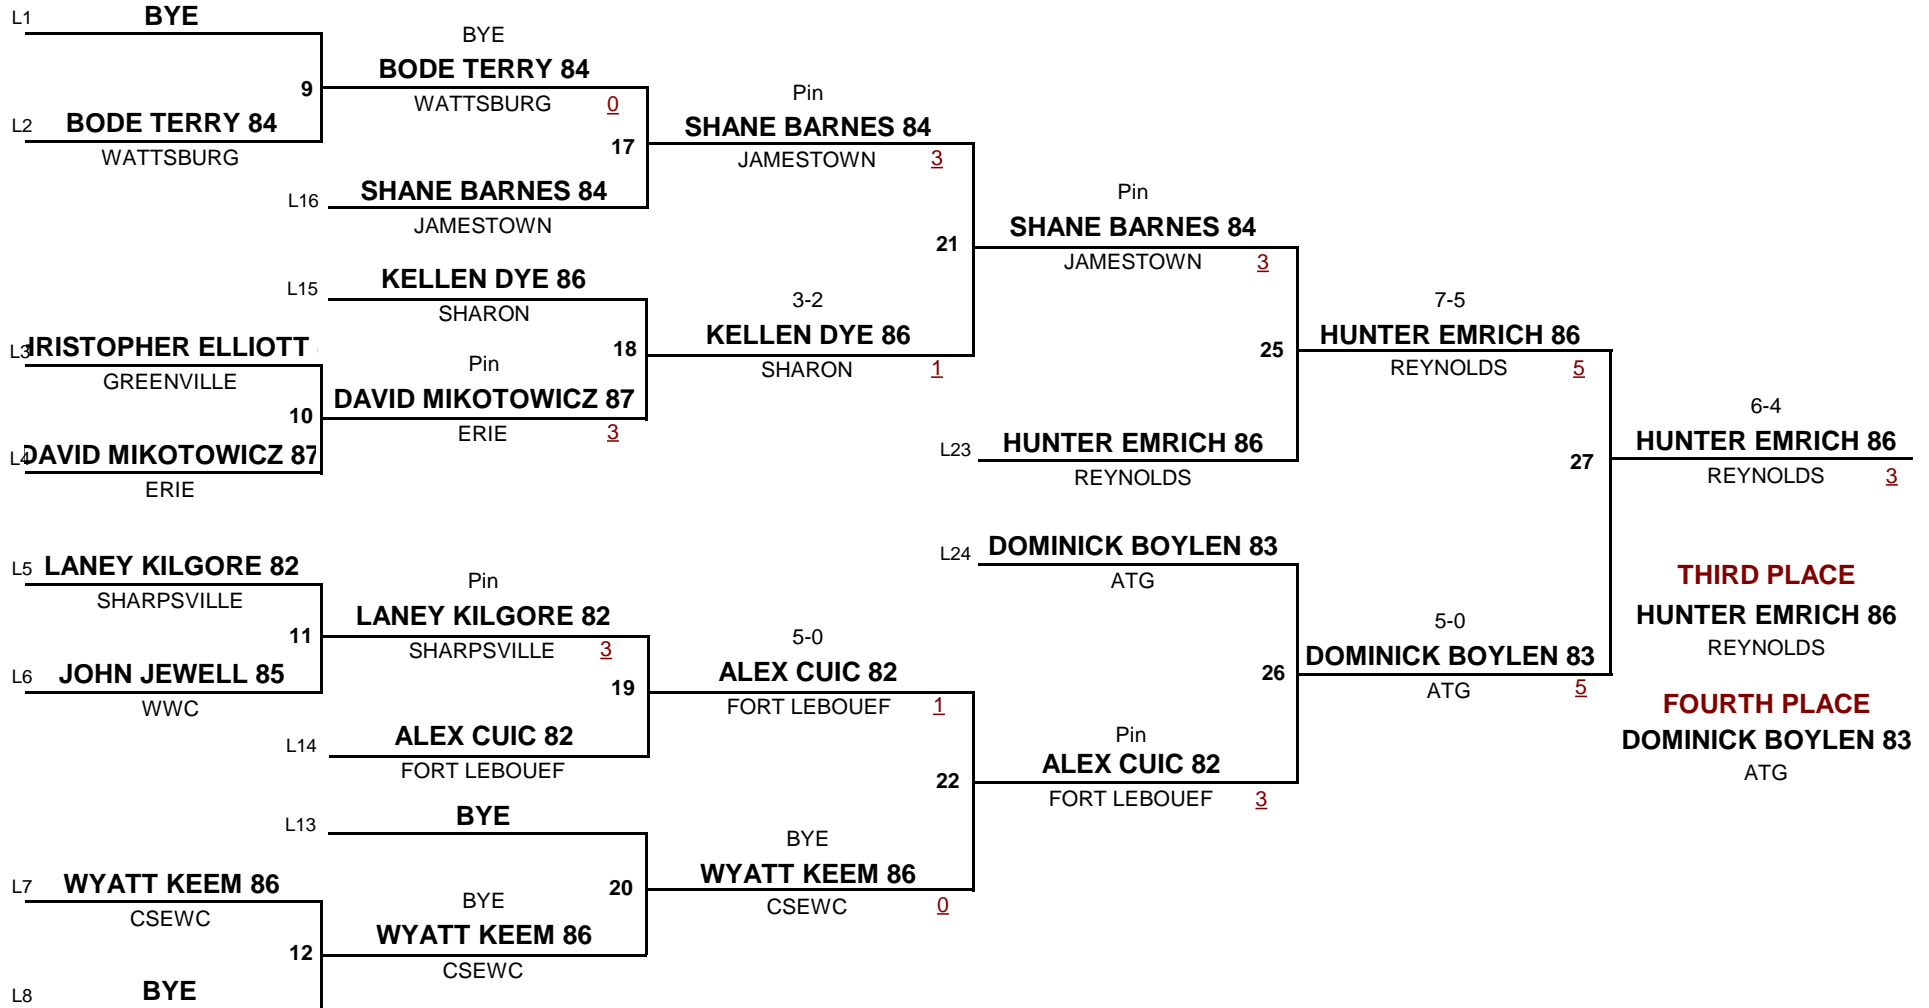 L1 BYE
BYE
BODE TERRY 84
9
WATTSBURG 0
L2 BODE TERRY 84
WATTSBURG
Pin
SHANE BARNES 84
17
JAMESTOWN 3
L16 SHANE BARNES 84
JAMESTOWN
Pin
SHANE BARNES 84
21
JAMESTOWN 3
L15 KELLEN DYE 86
SHARON
3-2
KELLEN DYE 86
18
SHARON 1
L3 ELLIOTT
GREENVILLE
Pin
DAVID MIKOTOWICZ 87
10
ERIE 3
L4 DAVID MIKOTOWICZ 87
ERIE
7-5
HUNTER EMRICH 86
25
REYNOLDS 5
L23 HUNTER EMRICH 86
REYNOLDS
6-4
HUNTER EMRICH 86
27
REYNOLDS 3
L24 DOMINICK BOYLEN 83
ATG
L5 LANEY KILGORE 82
SHARPSVILLE
Pin
LANEY KILGORE 82
11
SHARPSVILLE 3
L6 JOHN JEWELL 85
WWC
5-0
ALEX CUIC 82
19
FORT LEBOUEF 1
L14 ALEX CUIC 82
FORT LEBOUEF
5-0
DOMINICK BOYLEN 83
26
ATG 5
THIRD PLACE
HUNTER EMRICH 86
REYNOLDS
FOURTH PLACE
DOMINICK BOYLEN 83
ATG
Pin
ALEX CUIC 82
22
FORT LEBOUEF 3
L13 BYE
BYE
WYATT KEEM 86
20
CSEWC 0
L7 WYATT KEEM 86
CSEWC
BYE
WYATT KEEM 86
12
CSEWC
L8 BYE